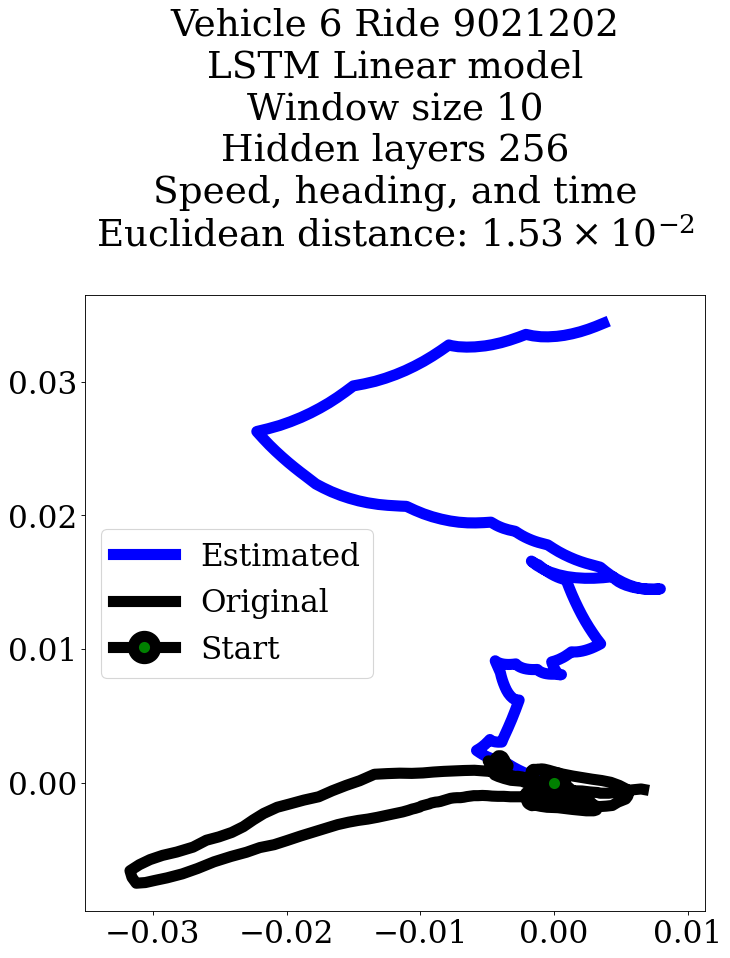 Vehicle 6 Ride 9021202
LSTM Linear model
Window size 10
Hidden layers 256
Speed, heading, and time
Euclidean distance: 1.53 × 10⁻²
0.03
0.02
0.01
0.00
Estimated
Original
Start
−0.03 −0.02 −0.01 0.00 0.01